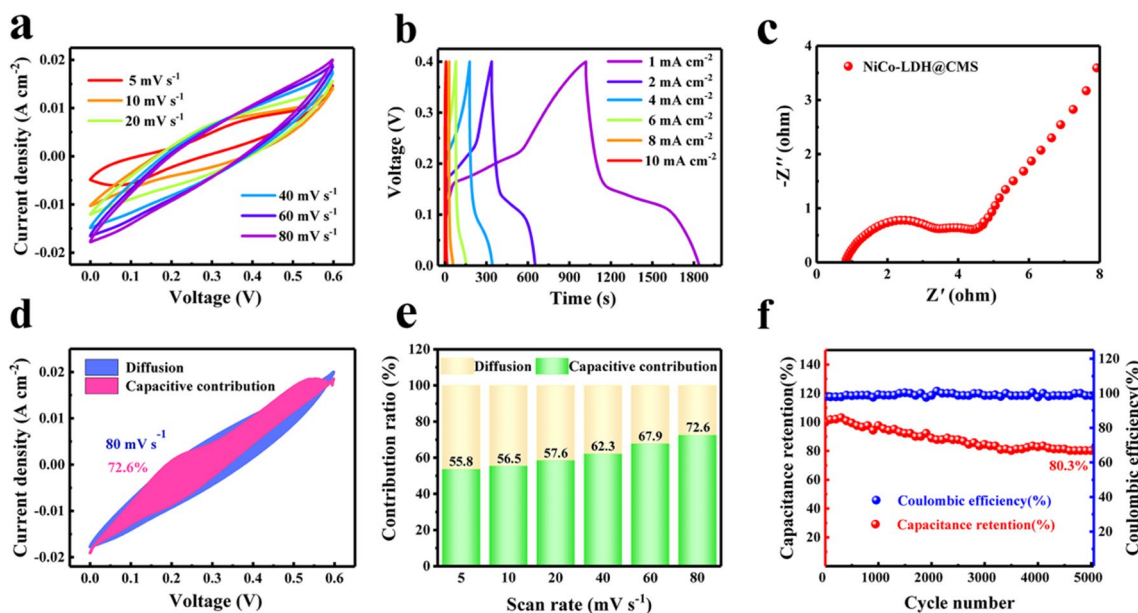 a
Current density (A cm⁻²)
0.02
0.01
0.00
-0.01
-0.02
5 mV s⁻¹
10 mV s⁻¹
20 mV s⁻¹
40 mV s⁻¹
60 mV s⁻¹
80 mV s⁻¹
0.0 0.1 0.2 0.3 0.4 0.5 0.6
Voltage (V)
b
Voltage (V)
0.4
0.3
0.2
0.1
0.0
1 mA cm⁻²
2 mA cm⁻²
4 mA cm⁻²
6 mA cm⁻²
8 mA cm⁻²
10 mA cm⁻²
0 300 600 900 1200 1500 1800
Time (s)
c
-Z″ (ohm)
4
3
2
1
0
NiCo-LDH@CMS
0 2 4 6 8
Z′ (ohm)
d
Current density (A cm⁻²)
0.02
0.01
0.00
-0.01
-0.02
Diffusion
Capacitive contribution
80 mV s⁻¹
72.6%
0.0 0.1 0.2 0.3 0.4 0.5 0.6
Voltage (V)
e
Contribution ratio (%)
120
100
80
60
40
20
0
Diffusion
Capacitive contribution
55.8 56.5 57.6 62.3 67.9 72.6
5 10 20 40 60 80
Scan rate (mV s⁻¹)
f
Capacitance retention(%)
140
120
100
80
60
40
20
80.3%
Coulombic efficiency(%)
Capacitance retention(%)
0 1000 2000 3000 4000 5000
Cycle number
120
100
80
60
40
20
Coulombic efficiency(%)